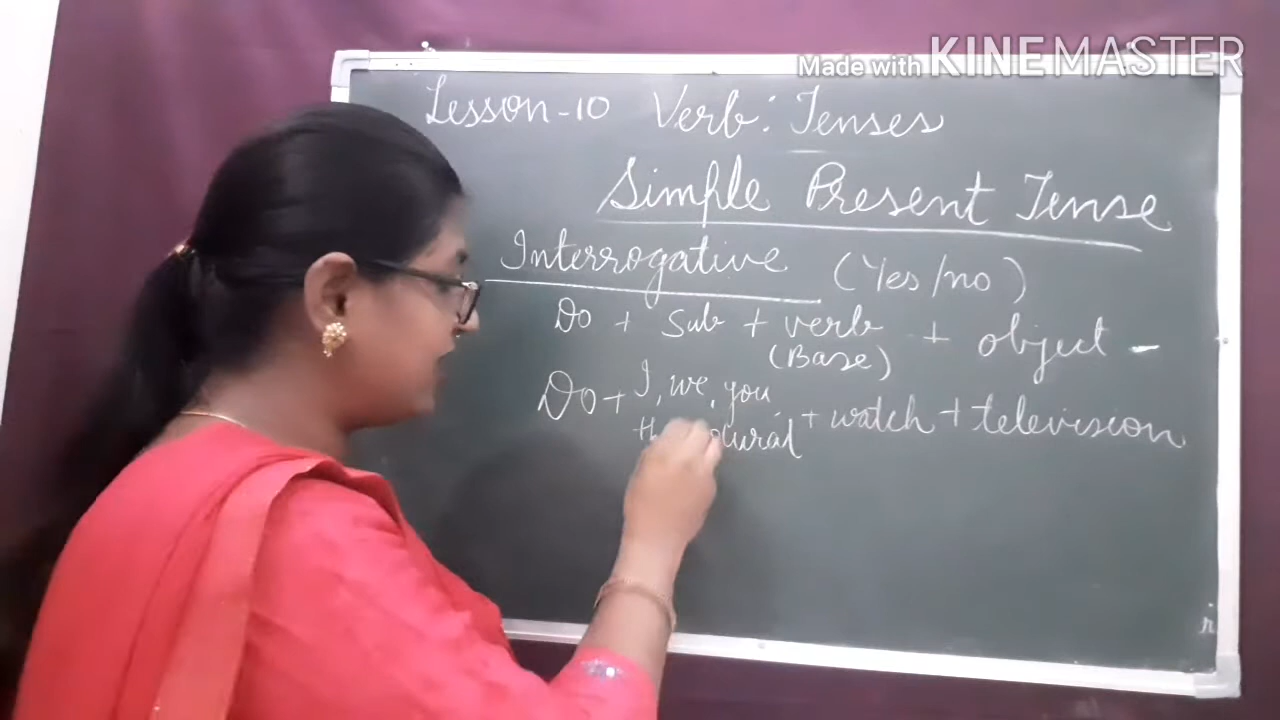 Made with KINEMASTER
Lesson-10 Verb: Tenses
Simple Present Tense
Interrogative (Yes/no)
Do + Sub + verb + object -
(Base)
Do + I, we, you + watch + television
plural